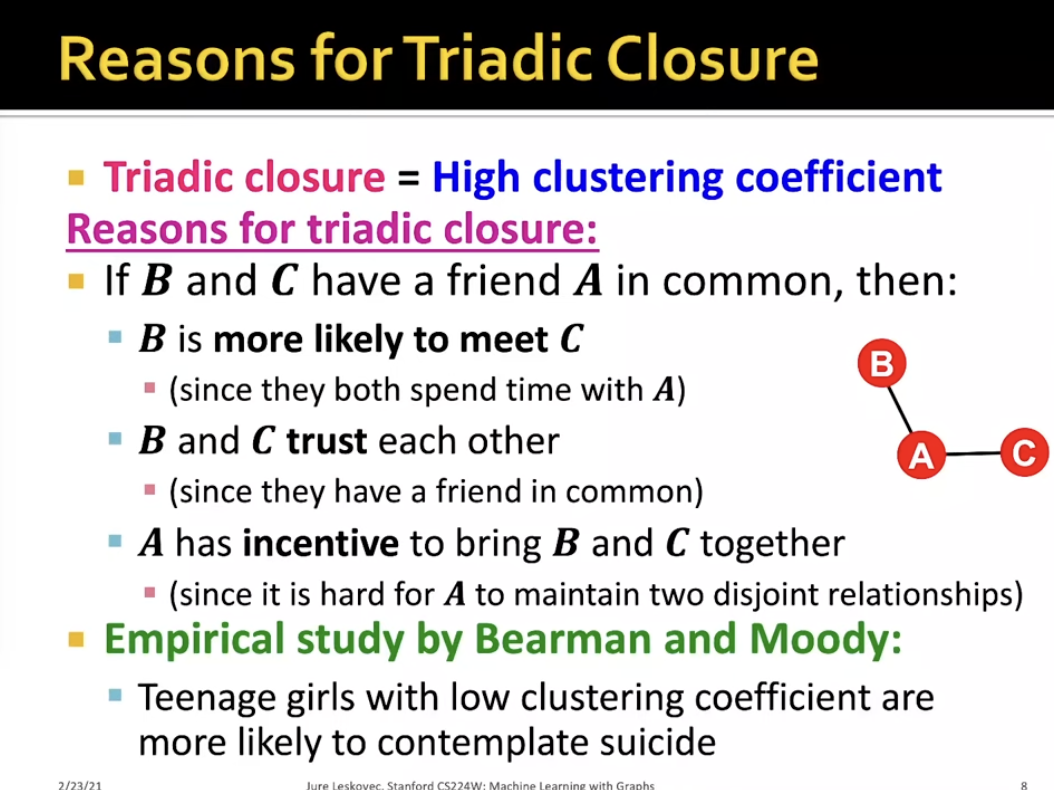 Reasons for Triadic Closure
Triadic closure = High clustering coefficient
Reasons for triadic closure:
If B and C have a friend A in common, then:
B is more likely to meet C
(since they both spend time with A)
B and C trust each other
(since they have a friend in common)
A has incentive to bring B and C together
(since it is hard for A to maintain two disjoint relationships)
B
A
C
Empirical study by Bearman and Moody:
Teenage girls with low clustering coefficient are
more likely to contemplate suicide
2/23/21
Jure Leskovec, Stanford CS224W: Machine Learning with Graphs
8